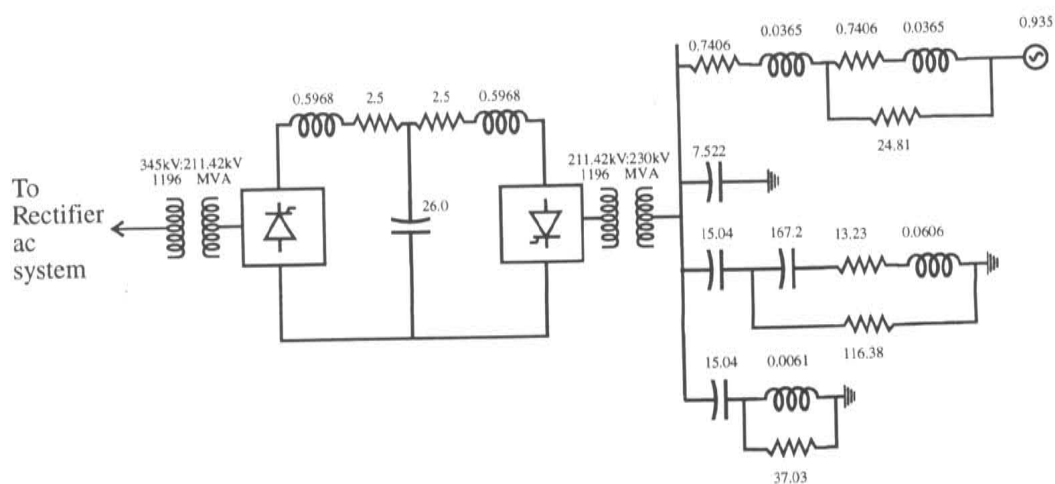 0.7406 0.0365 0.7406 0.0365 0.935
24.81
0.5968 2.5 2.5 0.5968
345kV:211.42kV
1196 MVA
To
Rectifier
ac
system
26.0
211.42kV:230kV
1196 MVA
7.522
15.04 167.2 13.23 0.0606
116.38
15.04 0.0061
37.03